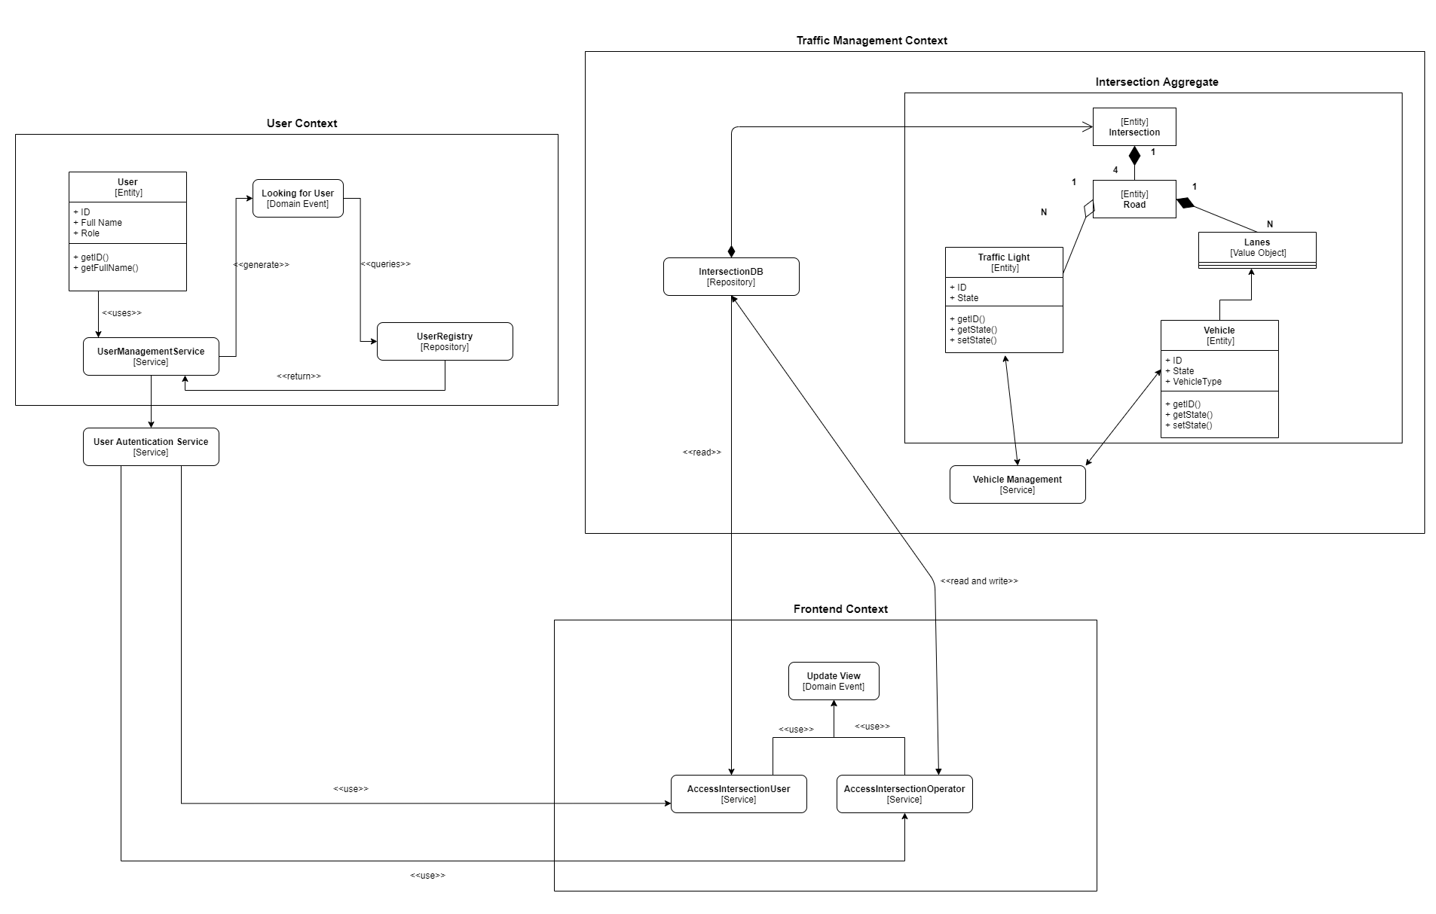 Traffic Management Context
Intersection Aggregate
[Entity]
Intersection
1
4
[Entity]
Road
1
N
1
N
Lanes
[Value Object]
Traffic Light
[Entity]
+ ID
+ State
+ getID()
+ getState()
+ setState()
Vehicle
[Entity]
+ ID
+ State
+ VehicleType
+ getID()
+ getState()
+ setState()
Vehicle Management
[Service]
IntersectionDB
[Repository]
User Context
User
[Entity]
+ ID
+ Full Name
+ Role
+ getID()
+ getFullName()
Looking for User
[Domain Event]
<<generate>>
<<queries>>
<<uses>>
UserManagementService
[Service]
UserRegistry
[Repository]
<<return>>
User Autentication Service
[Service]
<<read>>
<<read and write>>
Frontend Context
Update View
[Domain Event]
<<use>>
<<use>>
AccessIntersectionUser
[Service]
AccessIntersectionOperator
[Service]
<<use>>
<<use>>